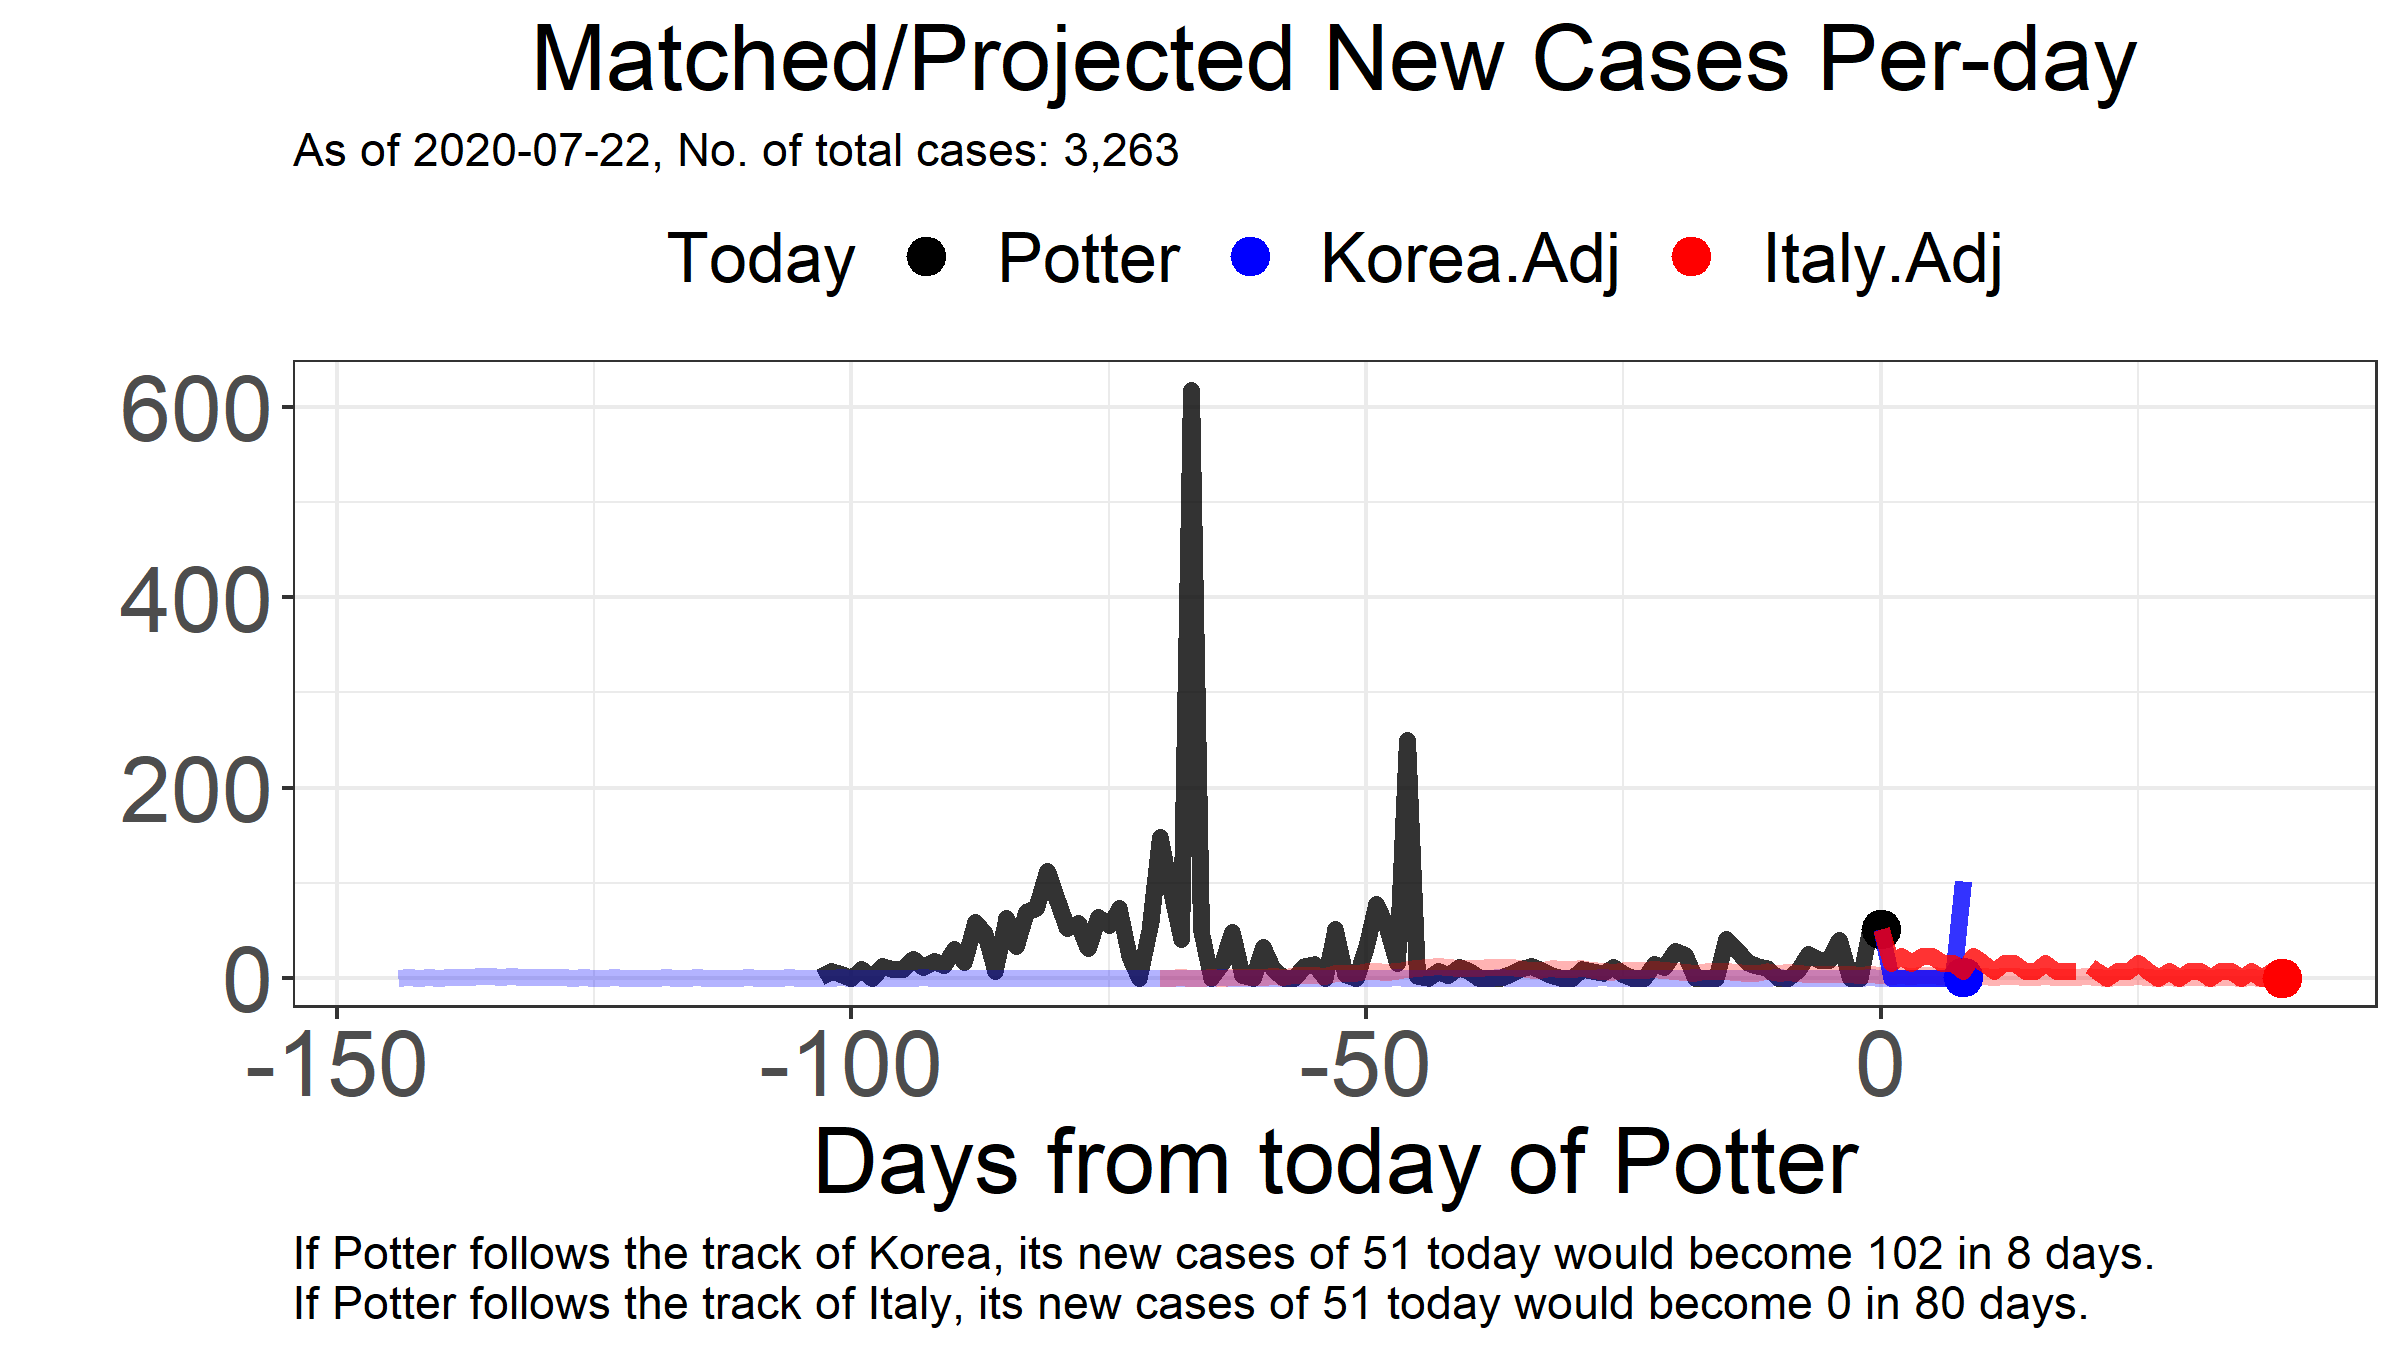 Matched/Projected New Cases Per-day
As of 2020-07-22, No. of total cases: 3,263
Today Potter Korea.Adj Italy.Adj
600
400
200
0
-150 -100 -50 0
Days from today of Potter
If Potter follows the track of Korea, its new cases of 51 today would become 102 in 8 days.
If Potter follows the track of Italy, its new cases of 51 today would become 0 in 80 days.